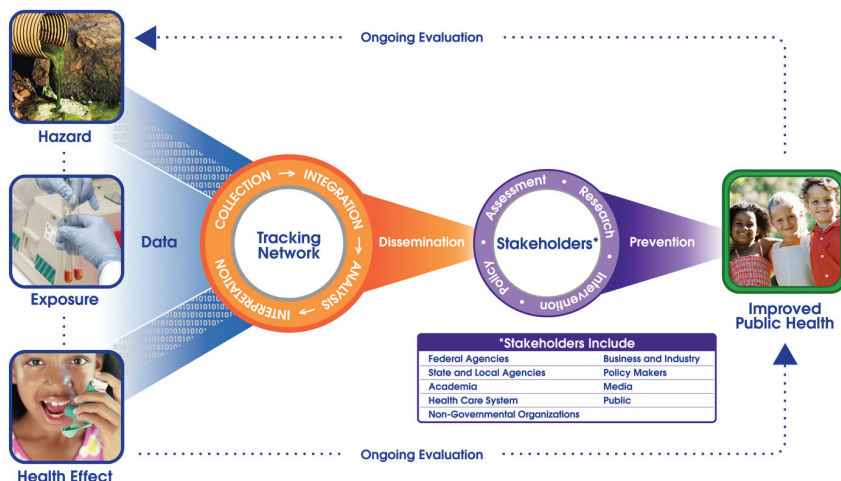 Ongoing Evaluation
Hazard
Exposure
Health Effect
Data
COLLECTION → INTEGRATION → ANALYSIS → INTERPRETATION
Tracking
Network
Dissemination
Assessment • Research • Intervention • Policy •
Stakeholders*
Prevention
Improved
Public Health
*Stakeholders Include
Federal Agencies
State and Local Agencies
Academia
Health Care System
Non-Governmental Organizations
Business and Industry
Policy Makers
Media
Public
Ongoing Evaluation